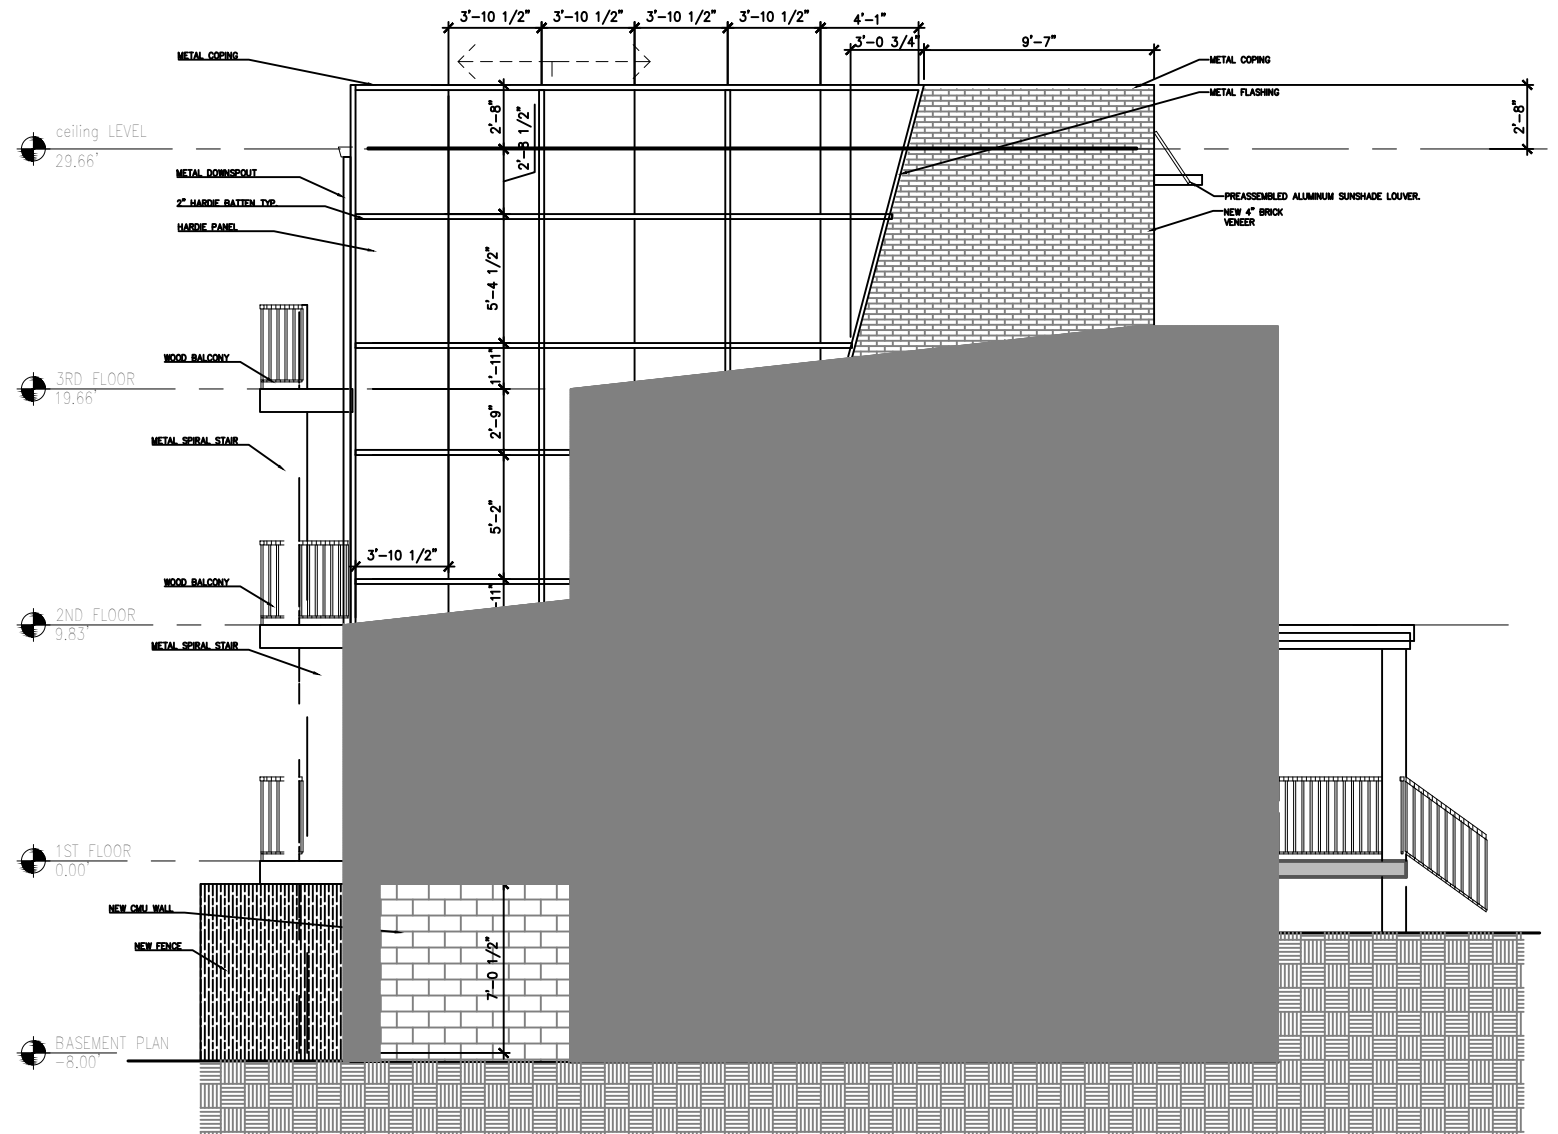 3'-10 1/2" 3'-10 1/2" 3'-10 1/2" 3'-10 1/2" 4'-1"
3'-0 3/4" 9'-7"
METAL COPING
METAL COPING
METAL FLASHING
2'-8"
2'-8 1/2"
2'-8"
ceiling LEVEL
29.66'
METAL DOWNSPOUT
2" HARDIE BATTEN TYP.
HARDIE PANEL
PREASSEMBLED ALUMINUM SUNSHADE LOUVER.
NEW 4" BRICK
VENEER
5'-4 1/2"
WOOD BALCONY
1'-11"
3RD FLOOR
19.66'
2'-9"
METAL SPIRAL STAIR
5'-2"
3'-10 1/2"
WOOD BALCONY
-11"
2ND FLOOR
9.83'
METAL SPIRAL STAIR
1ST FLOOR
0.00'
NEW CMU WALL
NEW FENCE
7'-0 1/2"
BASEMENT PLAN
-8.00'